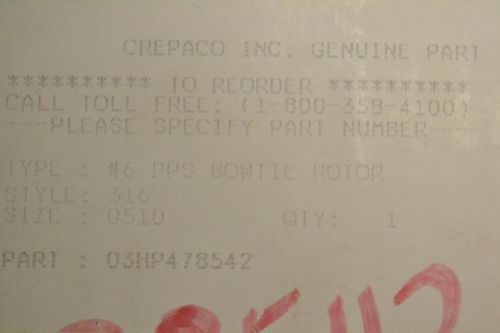 CREPACO INC. GENUINE PART
********** TO REORDER **********
CALL TOLL FREE: (1-800-358-4100)
---PLEASE SPECIFY PART NUMBER---
TYPE : #6 PPS BOWTIE ROTOR
STYLE: 316
SIZE : 0510 QTY: 1
PART : 03HP478542